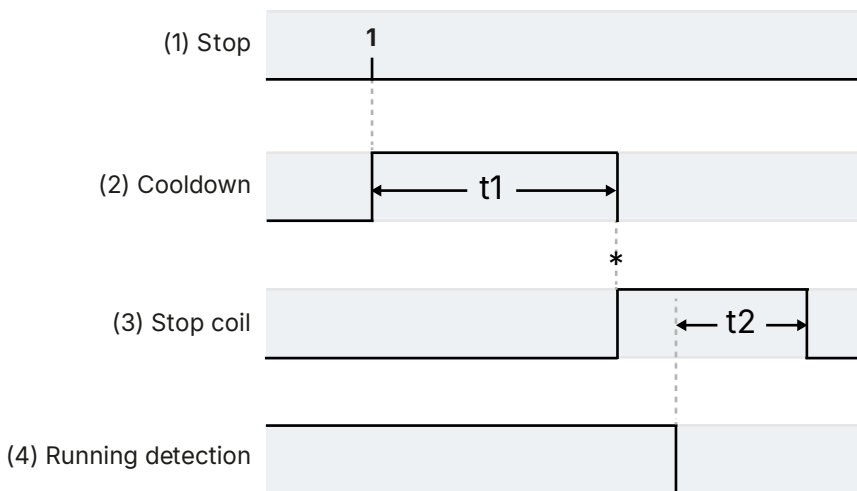 (1) Stop
1
(2) Cooldown
t1
*
(3) Stop coil
t2
(4) Running detection